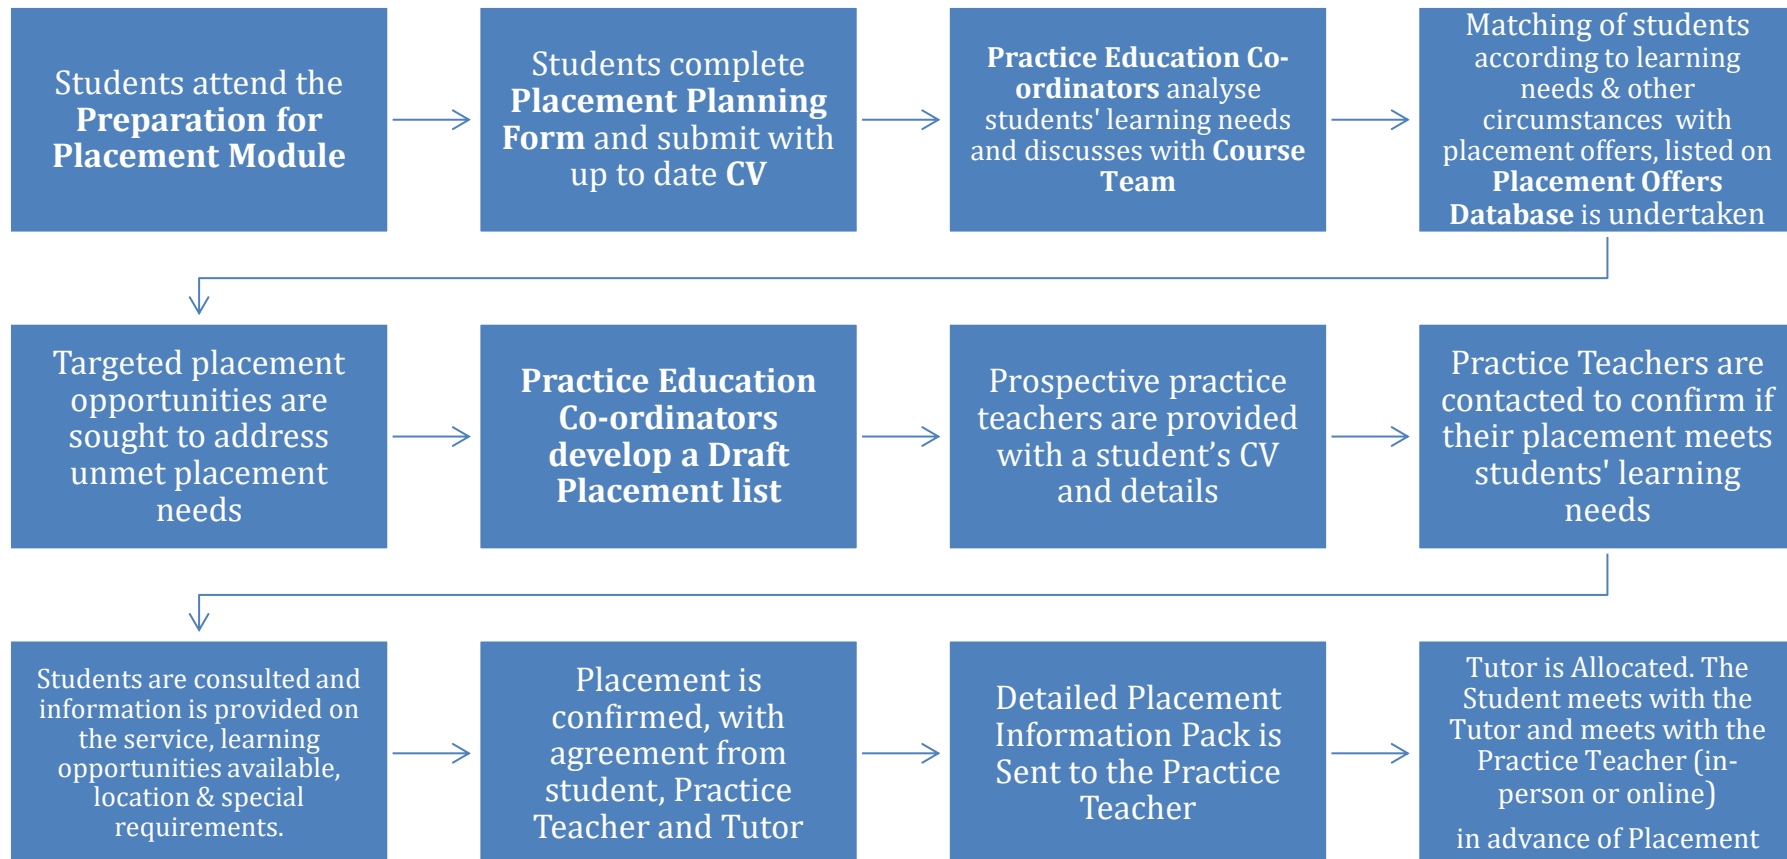 Students attend the
Preparation for
Placement Module
Students complete
Placement Planning
Form and submit with
up to date CV
Practice Education Co-
ordinators analyse
students' learning needs
and discusses with Course
Team
Matching of students
according to learning
needs & other
circumstances with
placement offers, listed on
Placement Offers
Database is undertaken
Targeted placement
opportunities are
sought to address
unmet placement
needs
Practice Education
Co-ordinators
develop a Draft
Placement list
Prospective practice
teachers are provided
with a student’s CV
and details
Practice Teachers are
contacted to confirm if
their placement meets
students' learning
needs
Students are consulted and
information is provided on
the service, learning
opportunities available,
location & special
requirements.
Placement is
confirmed, with
agreement from
student, Practice
Teacher and Tutor
Detailed Placement
Information Pack is
Sent to the Practice
Teacher
Tutor is Allocated. The
Student meets with the
Tutor and meets with the
Practice Teacher (in-
person or online)
in advance of Placement